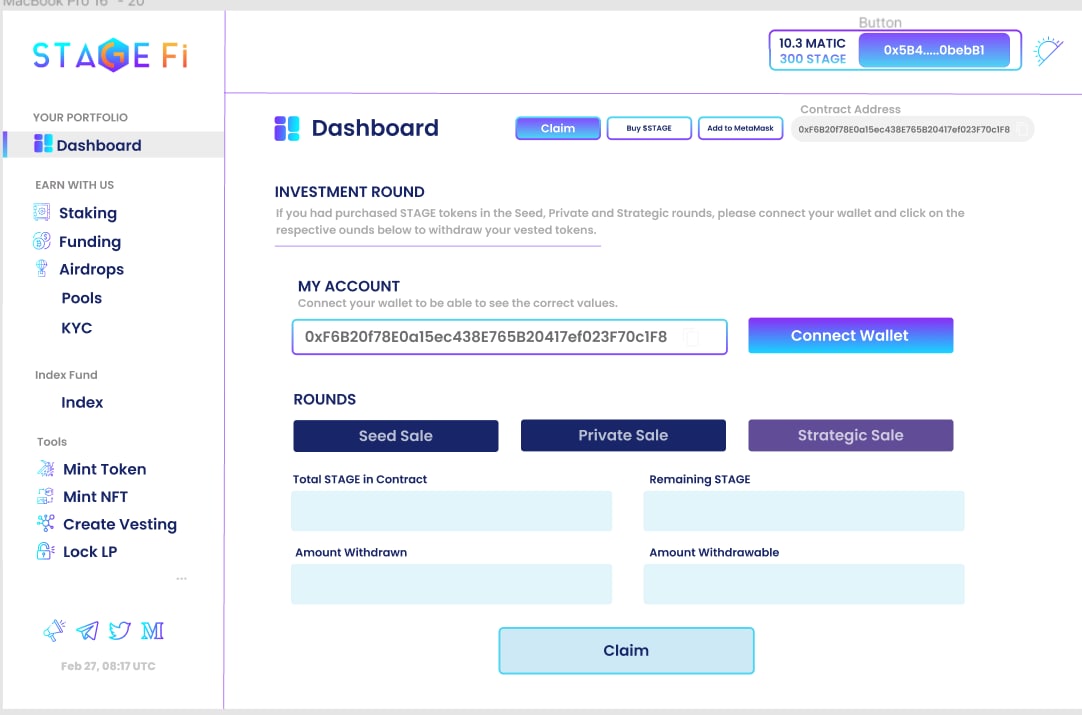 MacBook Pro 16" - 20
STAGE Fi
Button
10.3 MATIC
300 STAGE
0x5B4.....0bebB1
YOUR PORTFOLIO
Dashboard
EARN WITH US
Staking
Funding
Airdrops
Pools
KYC
Index Fund
Index
Tools
Mint Token
Mint NFT
Create Vesting
Lock LP
...
Feb 27, 08:17 UTC
Dashboard
Claim
Buy $STAGE
Add to MetaMask
Contract Address
0xF6B20f78E0a15ec438E765B20417ef023F70c1F8
INVESTMENT ROUND
If you had purchased STAGE tokens in the Seed, Private and Strategic rounds, please connect your wallet and click on the
respective ounds below to withdraw your vested tokens.
MY ACCOUNT
Connect your wallet to be able to see the correct values.
0xF6B20f78E0a15ec438E765B20417ef023F70c1F8
Connect Wallet
ROUNDS
Seed Sale
Private Sale
Strategic Sale
Total STAGE in Contract
Remaining STAGE
Amount Withdrawn
Amount Withdrawable
Claim